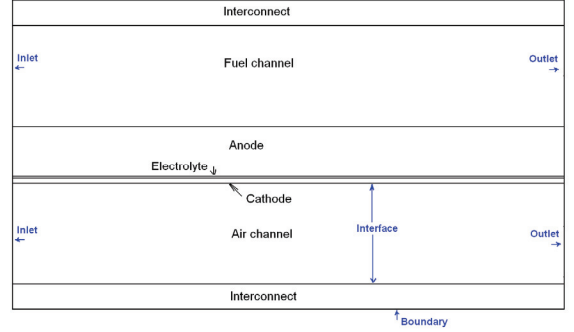 Interconnect
Inlet
Fuel channel
Outlet
Anode
Electrolyte
Cathode
Inlet
Air channel
Interface
Outlet
Interconnect
Boundary